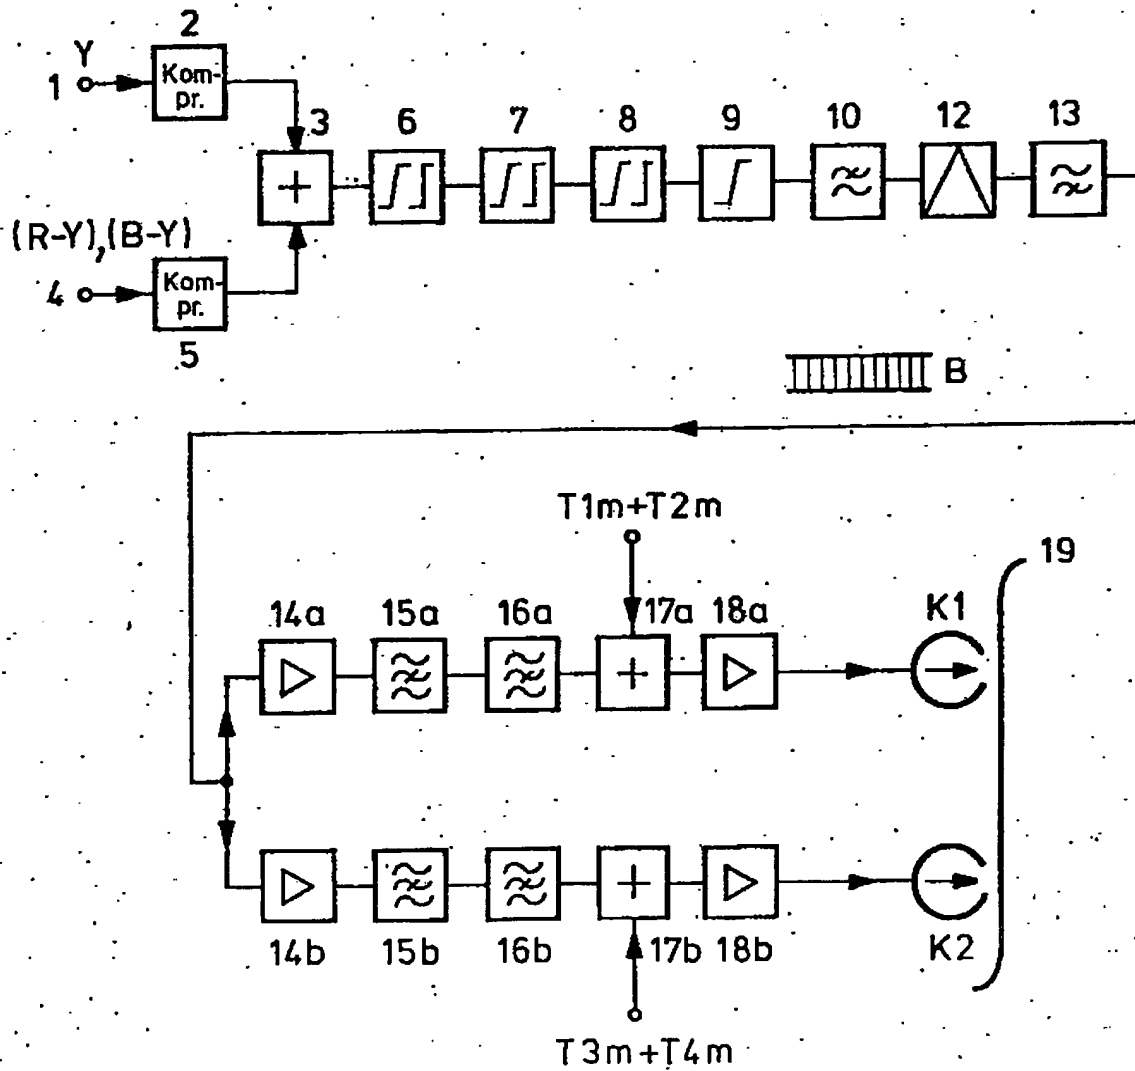 2
Y
1
Kom-
pr.
3
6
7
8
9
10
12
13
(R-Y),(B-Y)
4
Kom-
pr.
5
B
T1m+T2m
19
14a
15a
16a
17a
18a
K1
14b
15b
16b
17b
18b
K2
T3m+T4m